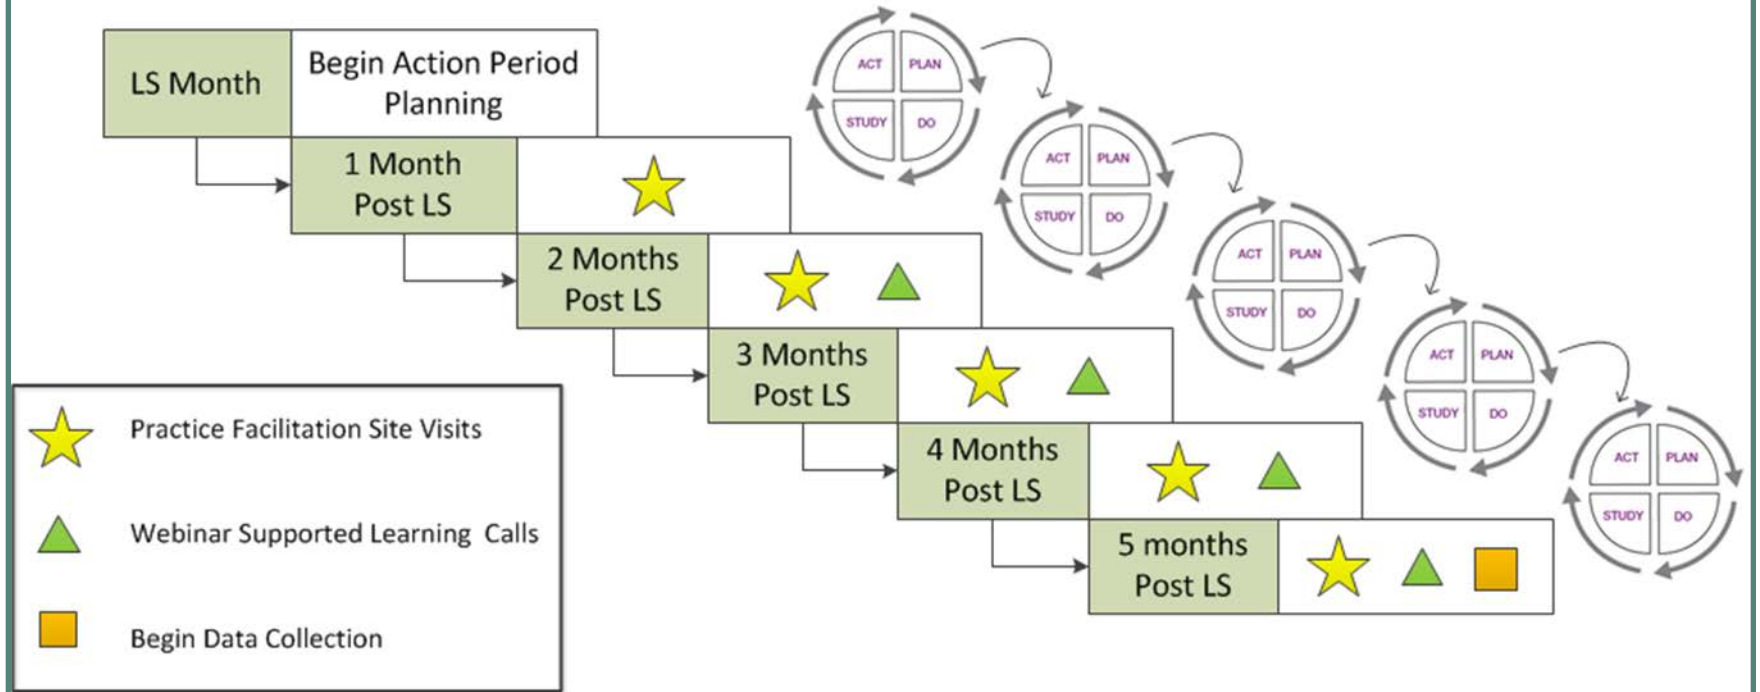 LS Month
Begin Action Period
Planning
1 Month
Post LS
2 Months
Post LS
3 Months
Post LS
4 Months
Post LS
5 months
Post LS
ACT PLAN
STUDY DO
ACT PLAN
STUDY DO
ACT PLAN
STUDY DO
ACT PLAN
STUDY DO
ACT PLAN
STUDY DO
Practice Facilitation Site Visits
Webinar Supported Learning Calls
Begin Data Collection